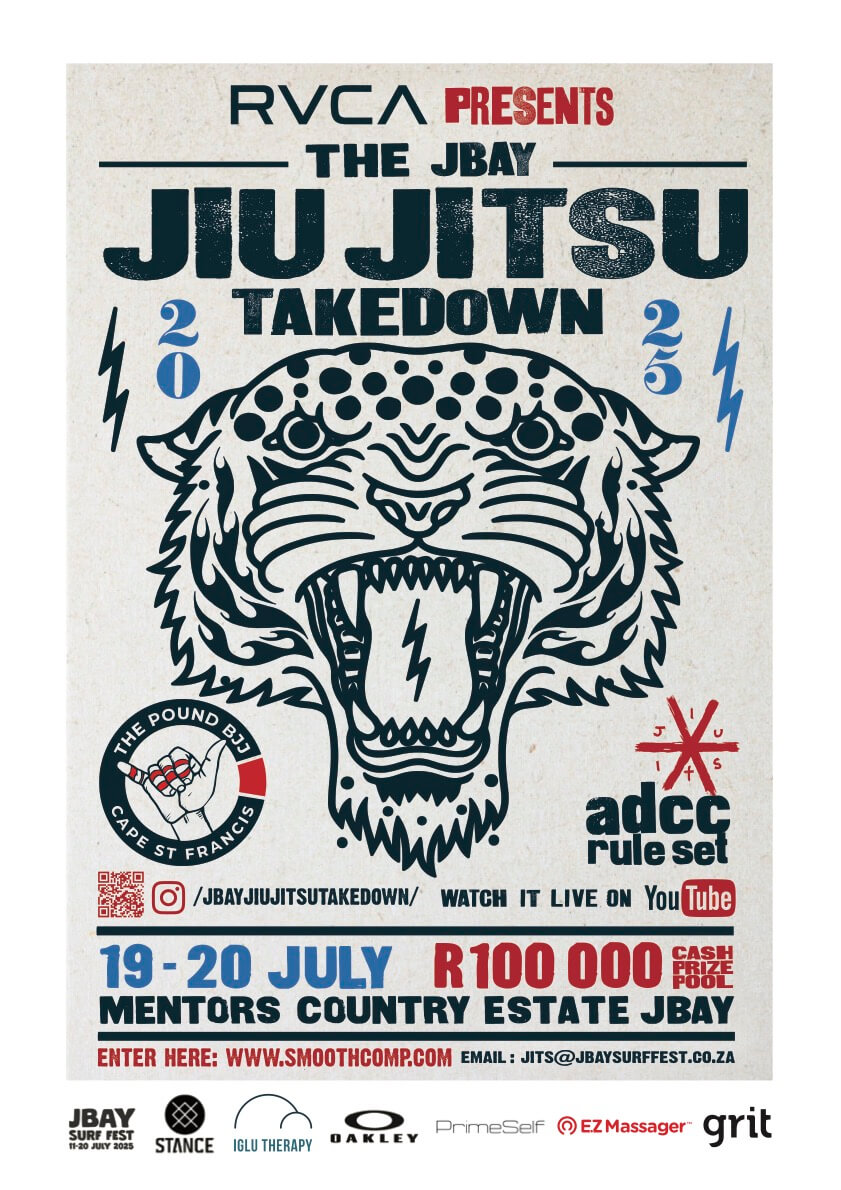 RVCA PRESENTS
THE JBAY
JIU JITSU
TAKEDOWN
20 25
THE POUND BJJ
CAPE ST FRANCIS
JIU
JITS
adcc
rule set
/JBAYJIUJITSUTAKEDOWN/ WATCH IT LIVE ON YouTube
19 - 20 JULY R100 000 CASH PRIZE POOL
MENTORS COUNTRY ESTATE JBAY
ENTER HERE: WWW.SMOOTHCOMP.COM EMAIL : JITS@JBAYSURFFEST.CO.ZA
JBAY
SURF FEST
11-20 JULY 2025
STANCE
IGLU THERAPY
OAKLEY
PrimeSelf
EZ Massager™
grit